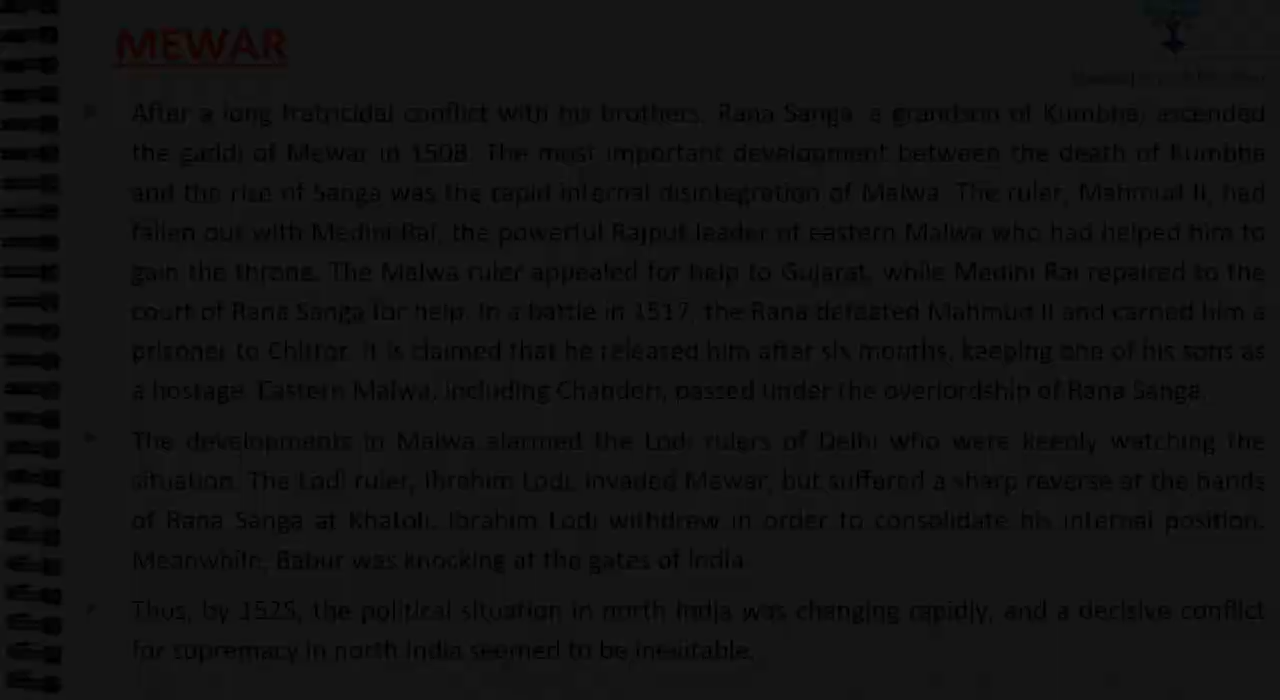 MEWAR
After a long fratricidal conflict with his brothers, Rana Sanga, a grandson of Kumbha, ascended
the gaddi of Mewar in 1508. The most important development between the death of Kumbha
and the rise of Sanga was the rapid internal disintegration of Malwa. The ruler, Mahmud II, had
fallen out with Medini Rai, the powerful Rajput leader of eastern Malwa who had helped him to
gain the throne. The Malwa ruler appealed for help to Gujarat, while Medini Rai repaired to the
court of Rana Sanga for help. In a battle in 1517, the Rana defeated Mahmud II and carried him a
prisoner to Chittor. It is claimed that he released him after six months, keeping one of his sons as
a hostage. Eastern Malwa, including Chanderi, passed under the overlordship of Rana Sanga.
The developments in Malwa alarmed the Lodi rulers of Delhi who were keenly watching the
situation. The Lodi ruler, Ibrahim Lodi, invaded Mewar, but suffered a sharp reverse at the hands
of Rana Sanga at Khatoli. Ibrahim Lodi withdrew in order to consolidate his internal position.
Meanwhile, Babur was knocking at the gates of India.
Thus, by 1525, the political situation in north India was changing rapidly, and a decisive conflict
for supremacy in north India seemed to be inevitable.